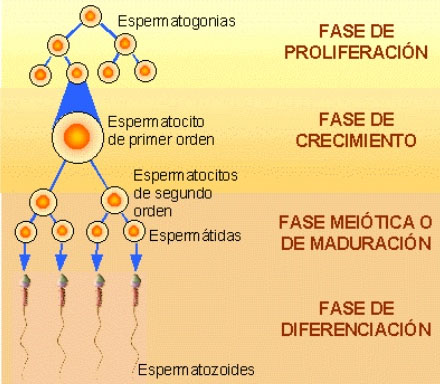 Espermatogonias
FASE DE
PROLIFERACIÓN
Espermatocito
de primer orden
FASE DE
CRECIMIENTO
Espermatocitos
de segundo
orden
Espermátidas
FASE MEIÓTICA O
DE MADURACIÓN
FASE DE
DIFERENCIACIÓN
Espermatozoides